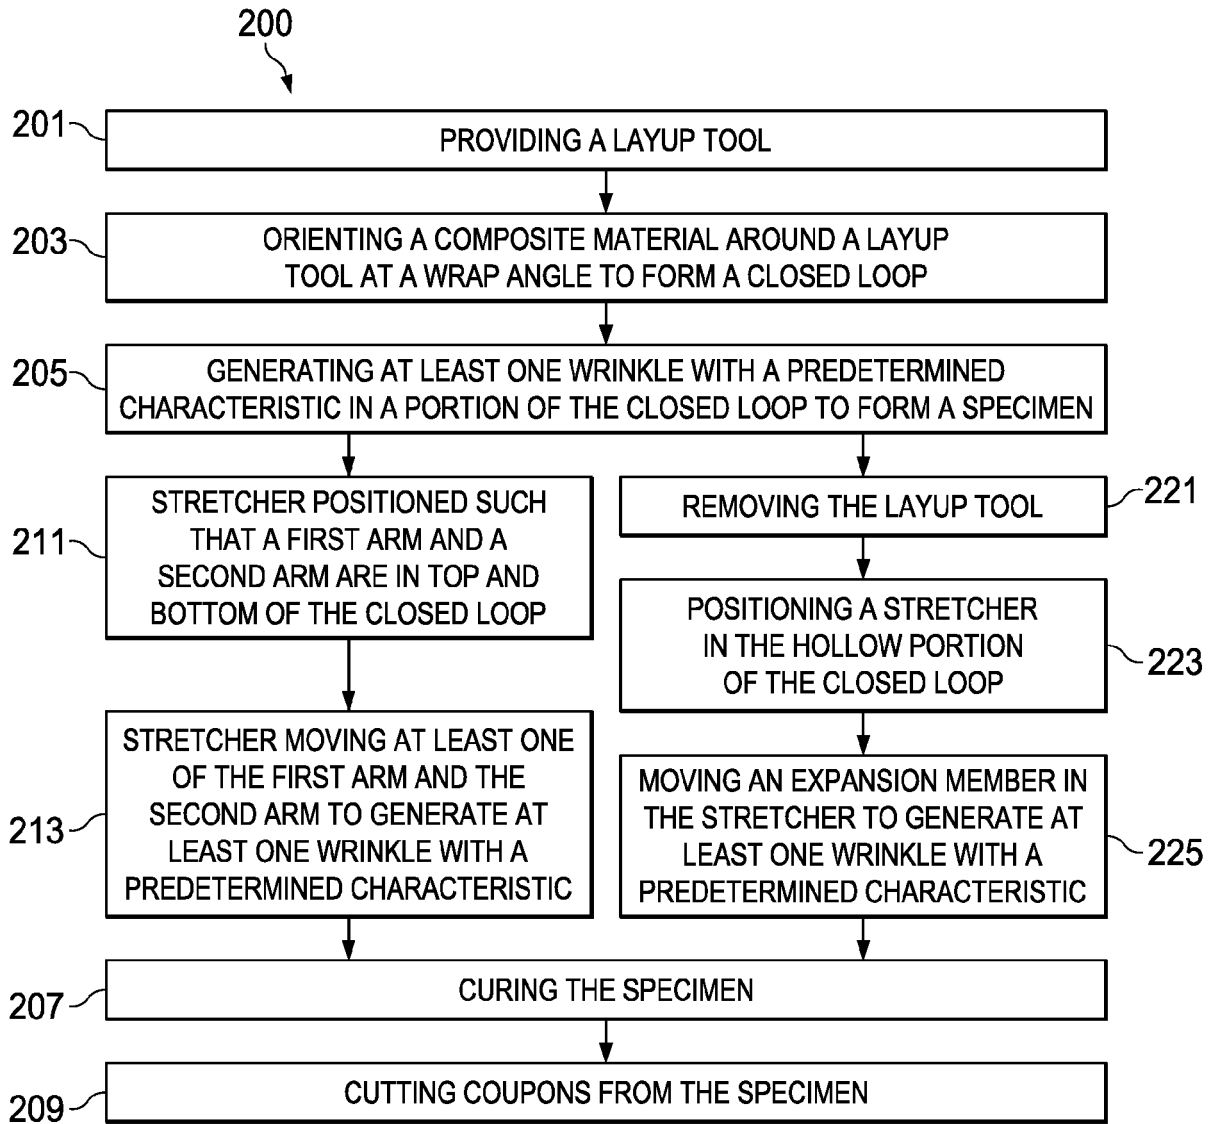 200
201
PROVIDING A LAYUP TOOL
203
ORIENTING A COMPOSITE MATERIAL AROUND A LAYUP
TOOL AT A WRAP ANGLE TO FORM A CLOSED LOOP
205
GENERATING AT LEAST ONE WRINKLE WITH A PREDETERMINED
CHARACTERISTIC IN A PORTION OF THE CLOSED LOOP TO FORM A SPECIMEN
211
STRETCHER POSITIONED SUCH
THAT A FIRST ARM AND A
SECOND ARM ARE IN TOP AND
BOTTOM OF THE CLOSED LOOP
213
STRETCHER MOVING AT LEAST ONE
OF THE FIRST ARM AND THE
SECOND ARM TO GENERATE AT
LEAST ONE WRINKLE WITH A
PREDETERMINED CHARACTERISTIC
221
REMOVING THE LAYUP TOOL
223
POSITIONING A STRETCHER
IN THE HOLLOW PORTION
OF THE CLOSED LOOP
225
MOVING AN EXPANSION MEMBER IN
THE STRETCHER TO GENERATE AT
LEAST ONE WRINKLE WITH A
PREDETERMINED CHARACTERISTIC
207
CURING THE SPECIMEN
209
CUTTING COUPONS FROM THE SPECIMEN